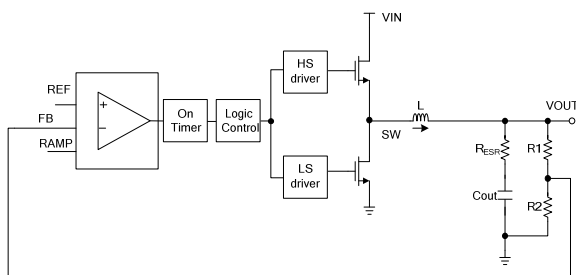 VIN
HS
driver
REF
+
FB
−
RAMP
On
Timer
Logic
Control
L
SW
VOUT
LS
driver
RESR
R1
Cout
R2